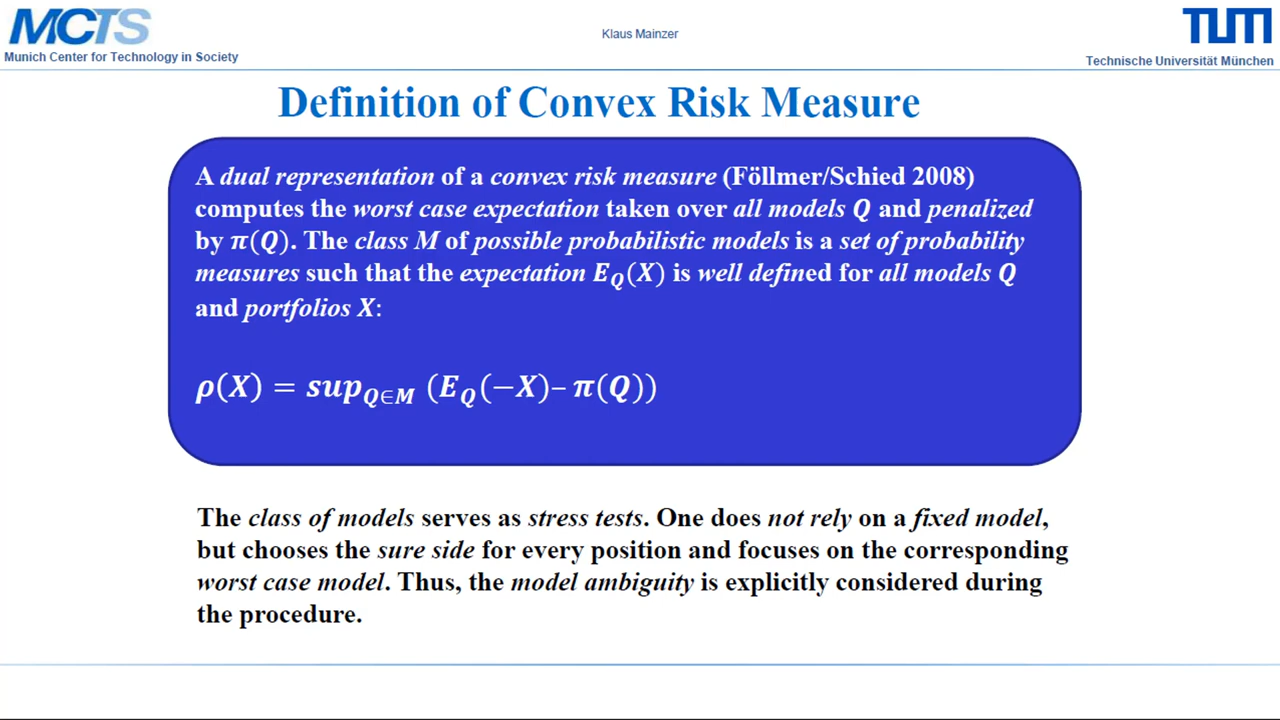 MCTS
Munich Center for Technology in Society
Klaus Mainzer
TUM
Technische Universität München
Definition of Convex Risk Measure
A dual representation of a convex risk measure (Föllmer/Schied 2008)
computes the worst case expectation taken over all models Q and penalized
by π(Q). The class M of possible probabilistic models is a set of probability
measures such that the expectation E_Q(X) is well defined for all models Q
and portfolios X:
ρ(X) = sup_{Q∈M} (E_Q(−X)– π(Q))
The class of models serves as stress tests. One does not rely on a fixed model,
but chooses the sure side for every position and focuses on the corresponding
worst case model. Thus, the model ambiguity is explicitly considered during
the procedure.